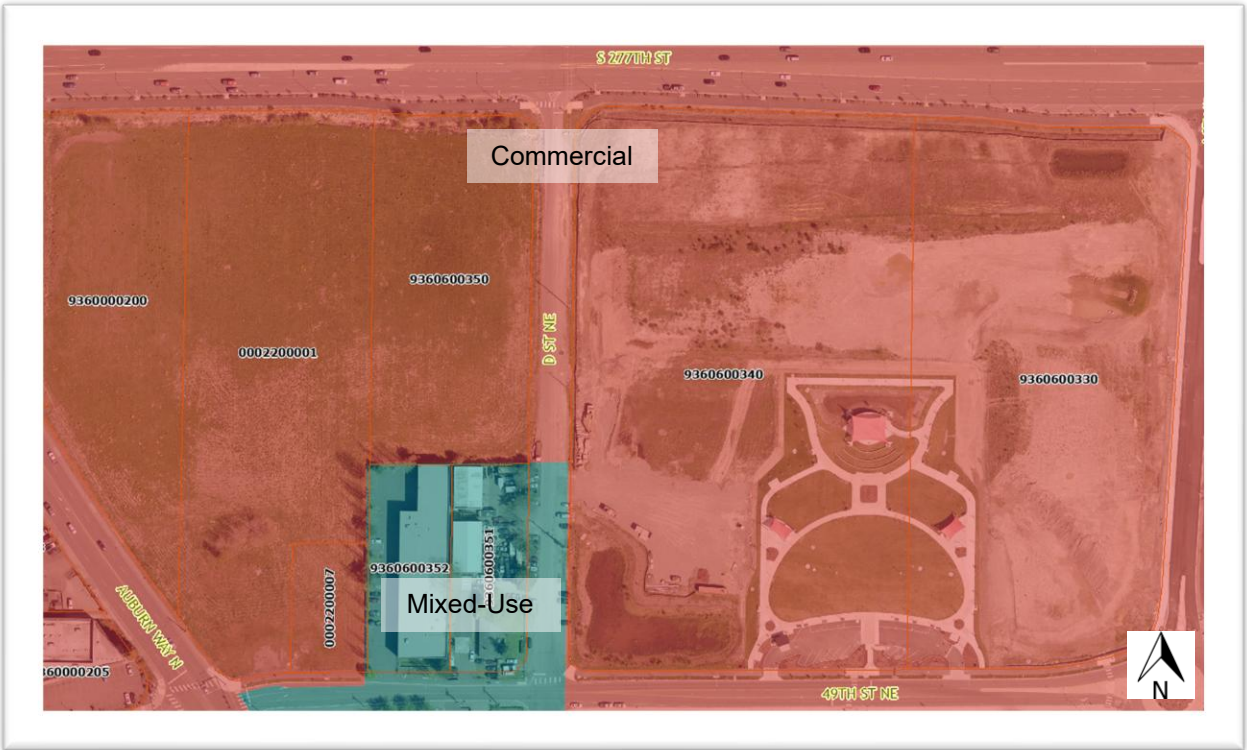 S 277TH ST
Commercial
9360600350
9360000200
D ST NE
0002200001
9360600340
9360600330
9360600351
9360600352
0002200007
Mixed-Use
AUBURN WAY N
360000205
49TH ST NE
N